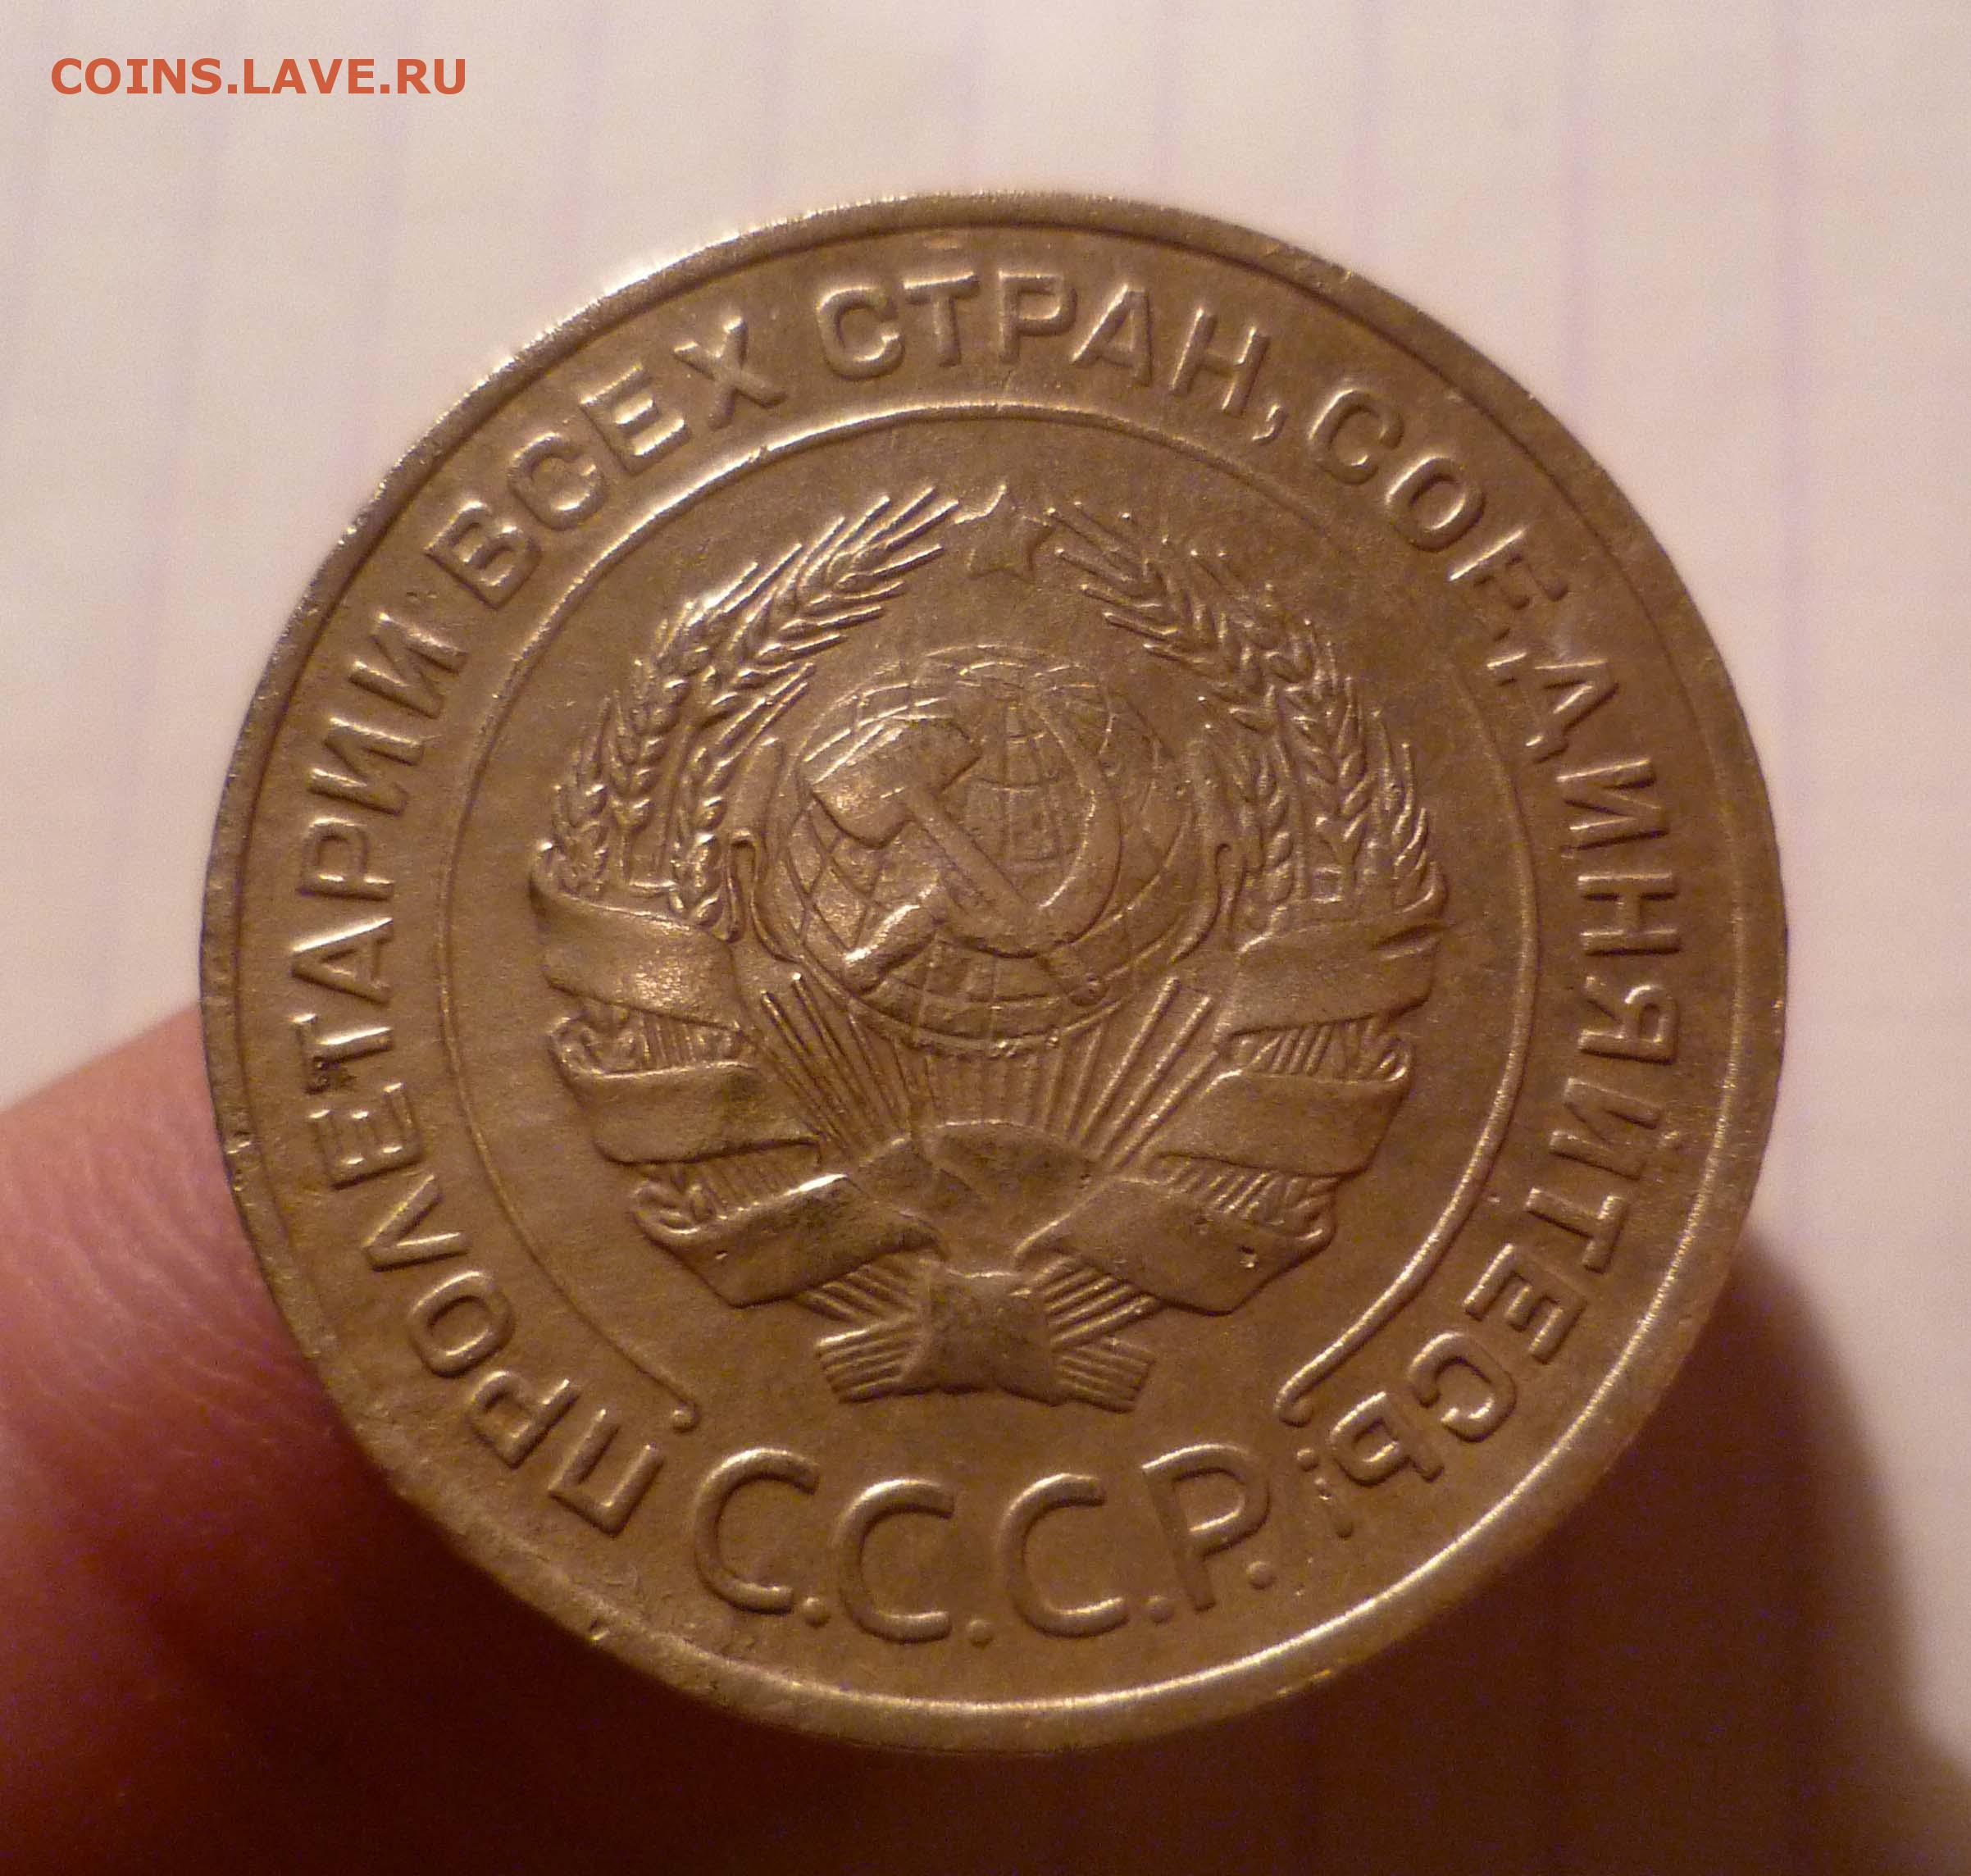 COINS.LAVE.RU
ПРОЛЕТАРИИ ВСЕХ СТРАН, СОЕДИНЯЙТЕСЬ!
С.С.С.Р.